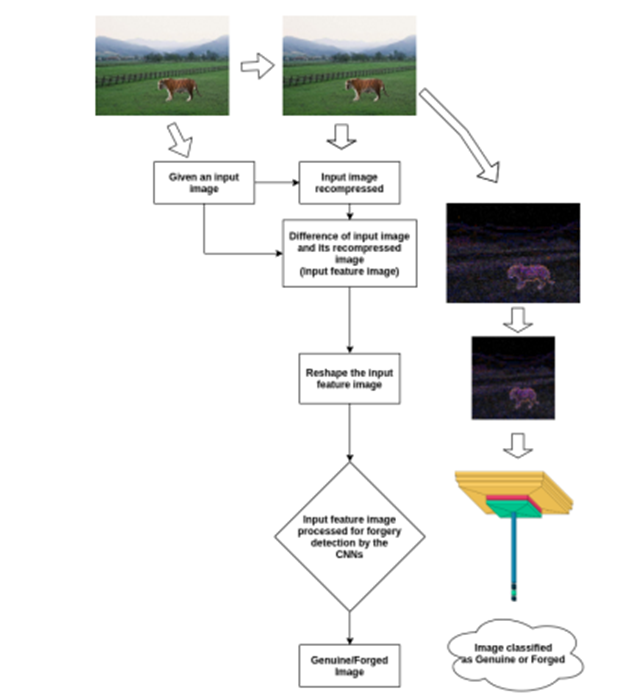 Given an input
image
Input image
recompressed
Difference of input image
and its recompressed
image
(Input feature image)
Reshape the input
feature image
Input feature image
processed for forgery
detection by the
CNNs
Genuine/Forged
Image
Image classified
as Genuine or Forged